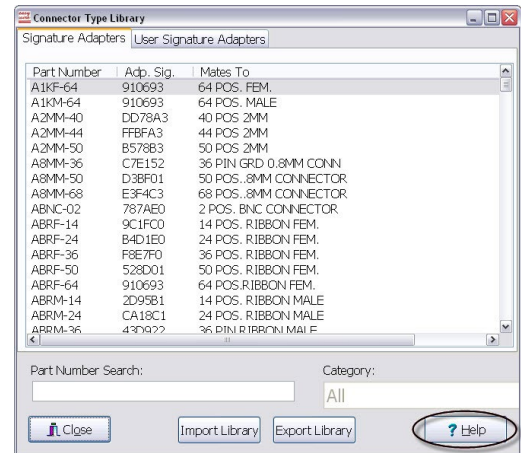 Connector Type Library
Signature Adapters User Signature Adapters
Part Number Adp. Sig. Mates To
A1KF-64 910693 64 POS. FEM.
A1KM-64 910693 64 POS. MALE
A2MM-40 DD78A3 40 POS 2MM
A2MM-44 FFBFA3 44 POS 2MM
A2MM-50 B578B3 50 POS 2MM
A8MM-36 C7E152 36 PIN GRD 0.8MM CONN
A8MM-50 D3BF01 50 POS..8MM CONNECTOR
A8MM-68 E3F4C3 68 POS..8MM CONNECTOR
ABNC-02 787AE0 2 POS. BNC CONNECTOR
ABRF-14 9C1FC0 14 POS. RIBBON FEM.
ABRF-24 B4D1E0 24 POS. RIBBON FEM.
ABRF-36 F8E7F0 36 POS. RIBBON FEM.
ABRF-50 528D01 50 POS. RIBBON FEM.
ABRF-64 910693 64 POS.RIBBON FEM.
ABRM-14 2D95B1 14 POS. RIBBON MALE
ABRM-24 CA18C1 24 POS. RIBBON MALE
ABRM-36 43D922 36 PIN RIBBON MALE
Part Number Search: Category:
All
Close Import Library Export Library ? Help